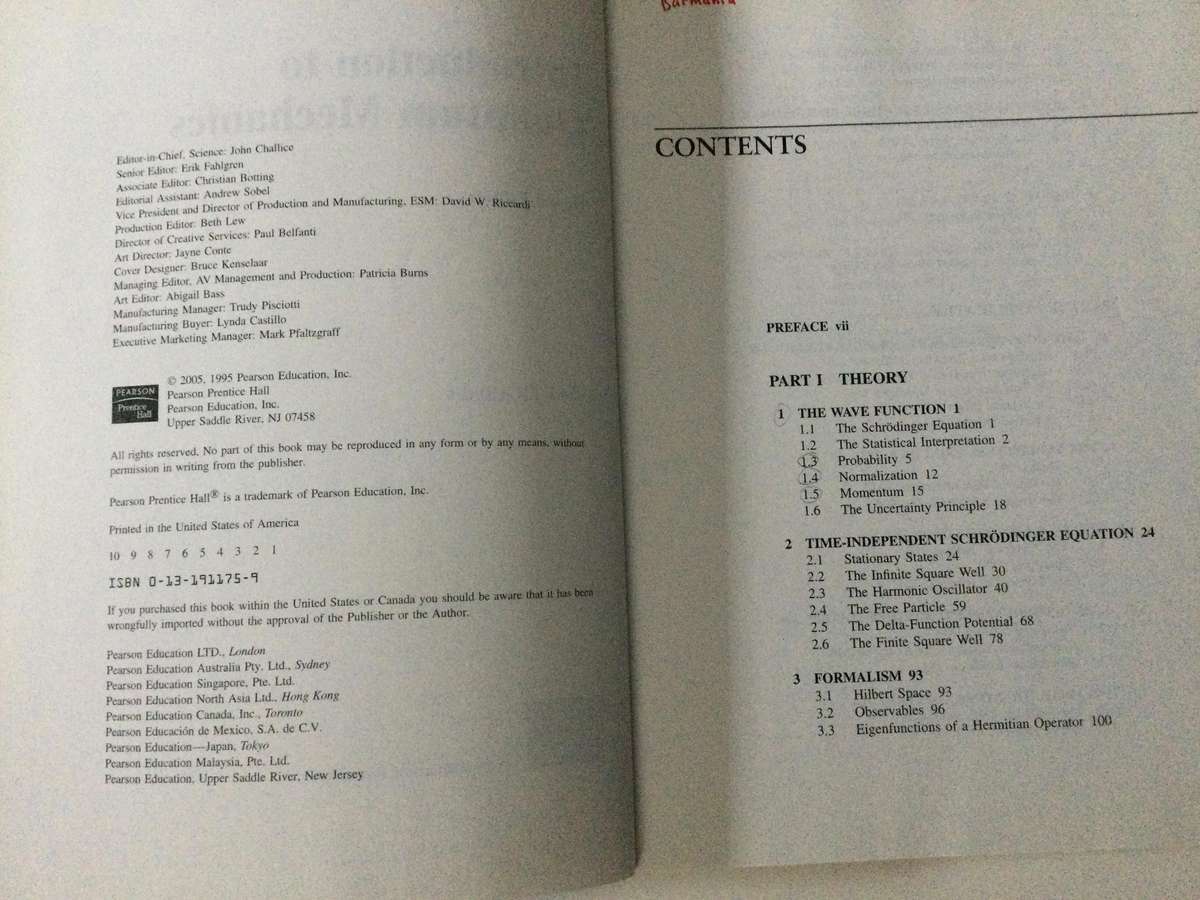 Editor-in-Chief, Science: John Challice
Senior Editor: Erik Fahlgren
Associate Editor: Christian Botting
Editorial Assistant: Andrew Sobel
Vice President and Director of Production and Manufacturing, ESM: David W. Riccardi
Production Editor: Beth Lew
Director of Creative Services: Paul Belfanti
Art Director: Jayne Conte
Cover Designer: Bruce Kenselaar
Managing Editor, AV Management and Production: Patricia Burns
Art Editor: Abigail Bass
Manufacturing Manager: Trudy Pisciotti
Manufacturing Buyer: Lynda Castillo
Executive Marketing Manager: Mark Pfaltzgraff
PEARSON
Prentice
Hall
© 2005, 1995 Pearson Education, Inc.
Pearson Prentice Hall
Pearson Education, Inc.
Upper Saddle River, NJ 07458
All rights reserved. No part of this book may be reproduced in any form or by any means, without
permission in writing from the publisher.
Pearson Prentice Hall® is a trademark of Pearson Education, Inc.
Printed in the United States of America
10 9 8 7 6 5 4 3 2 1
ISBN 0-13-191175-9
If you purchased this book within the United States or Canada you should be aware that it has been
wrongfully imported without the approval of the Publisher or the Author.
Pearson Education LTD., London
Pearson Education Australia Pty. Ltd., Sydney
Pearson Education Singapore, Pte. Ltd.
Pearson Education North Asia Ltd., Hong Kong
Pearson Education Canada, Inc., Toronto
Pearson Educación de Mexico, S.A. de C.V.
Pearson Education—Japan, Tokyo
Pearson Education Malaysia, Pte. Ltd.
Pearson Education, Upper Saddle River, New Jersey
CONTENTS
PREFACE vii
PART I THEORY
1 THE WAVE FUNCTION 1
1.1 The Schrödinger Equation 1
1.2 The Statistical Interpretation 2
1.3 Probability 5
1.4 Normalization 12
1.5 Momentum 15
1.6 The Uncertainty Principle 18
2 TIME-INDEPENDENT SCHRÖDINGER EQUATION 24
2.1 Stationary States 24
2.2 The Infinite Square Well 30
2.3 The Harmonic Oscillator 40
2.4 The Free Particle 59
2.5 The Delta-Function Potential 68
2.6 The Finite Square Well 78
3 FORMALISM 93
3.1 Hilbert Space 93
3.2 Observables 96
3.3 Eigenfunctions of a Hermitian Operator 100